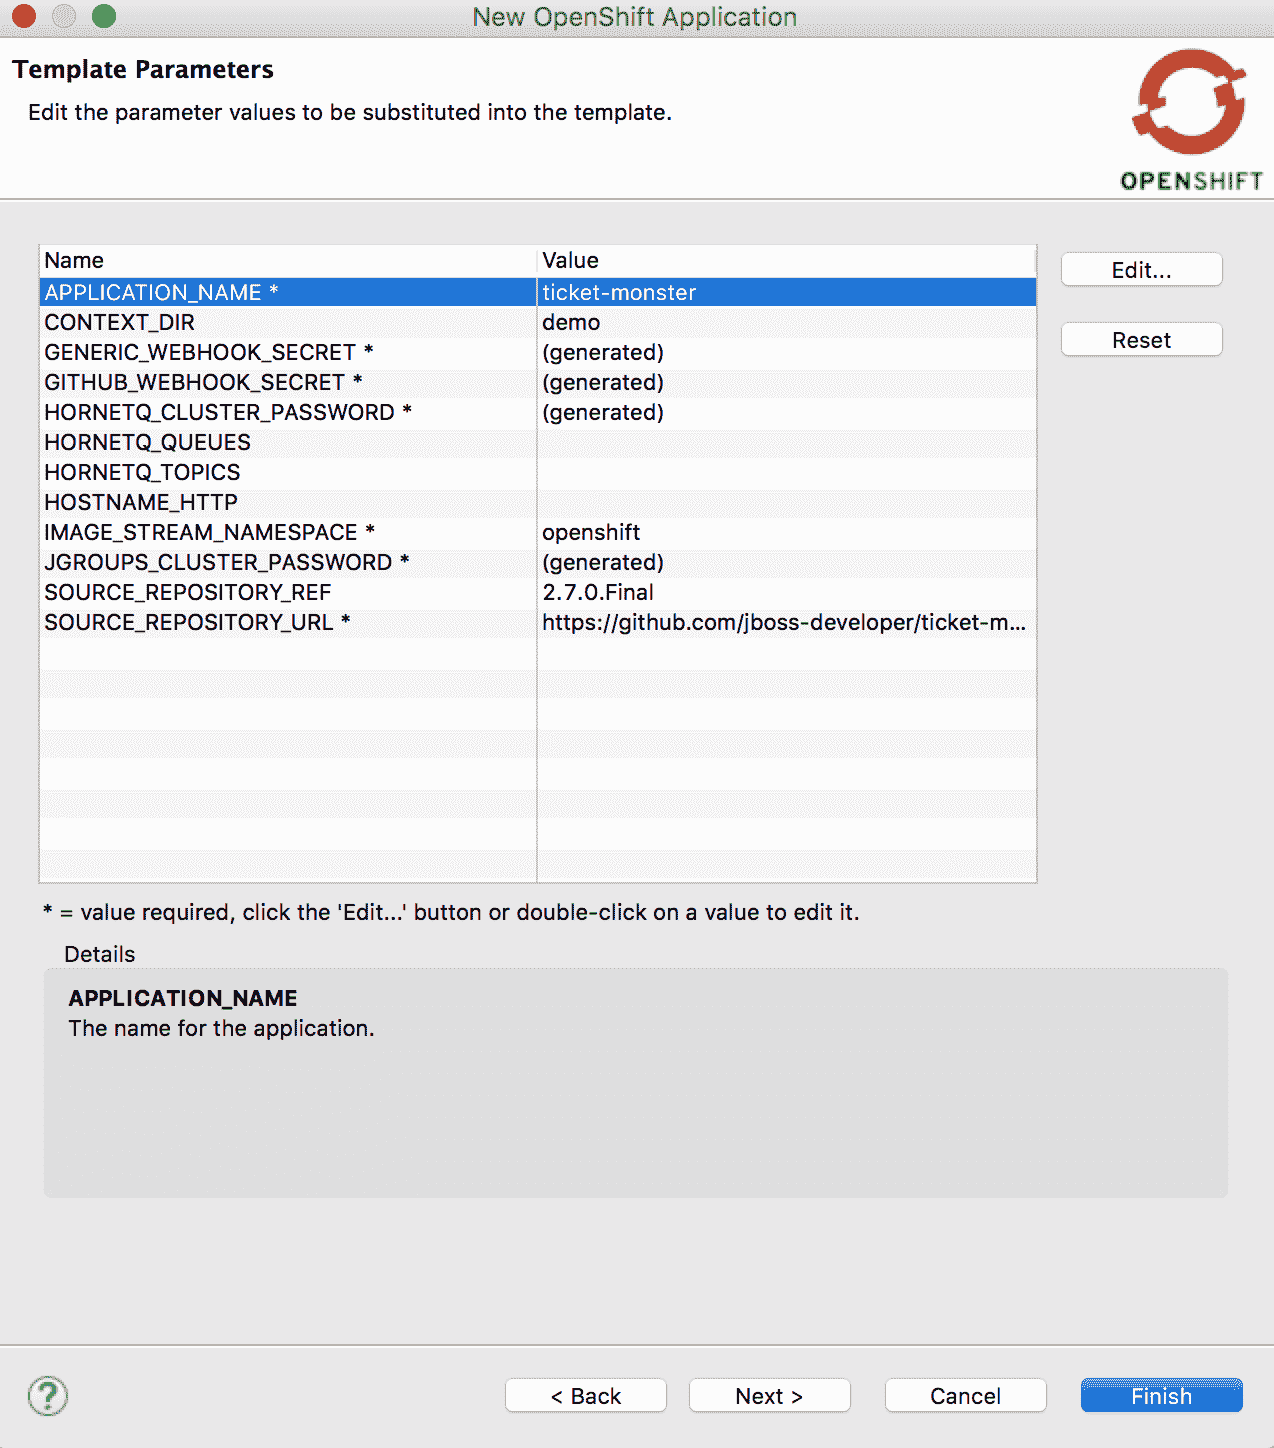 New OpenShift Application
Template Parameters
Edit the parameter values to be substituted into the template.
OPENSHIFT
Name Value
APPLICATION_NAME * ticket-monster
CONTEXT_DIR demo
GENERIC_WEBHOOK_SECRET * (generated)
GITHUB_WEBHOOK_SECRET * (generated)
HORNETQ_CLUSTER_PASSWORD * (generated)
HORNETQ_QUEUES
HORNETQ_TOPICS
HOSTNAME_HTTP
IMAGE_STREAM_NAMESPACE * openshift
JGROUPS_CLUSTER_PASSWORD * (generated)
SOURCE_REPOSITORY_REF 2.7.0.Final
SOURCE_REPOSITORY_URL * https://github.com/jboss-developer/ticket-m...
Edit...
Reset
* = value required, click the 'Edit...' button or double-click on a value to edit it.
Details
APPLICATION_NAME
The name for the application.
? < Back Next > Cancel Finish